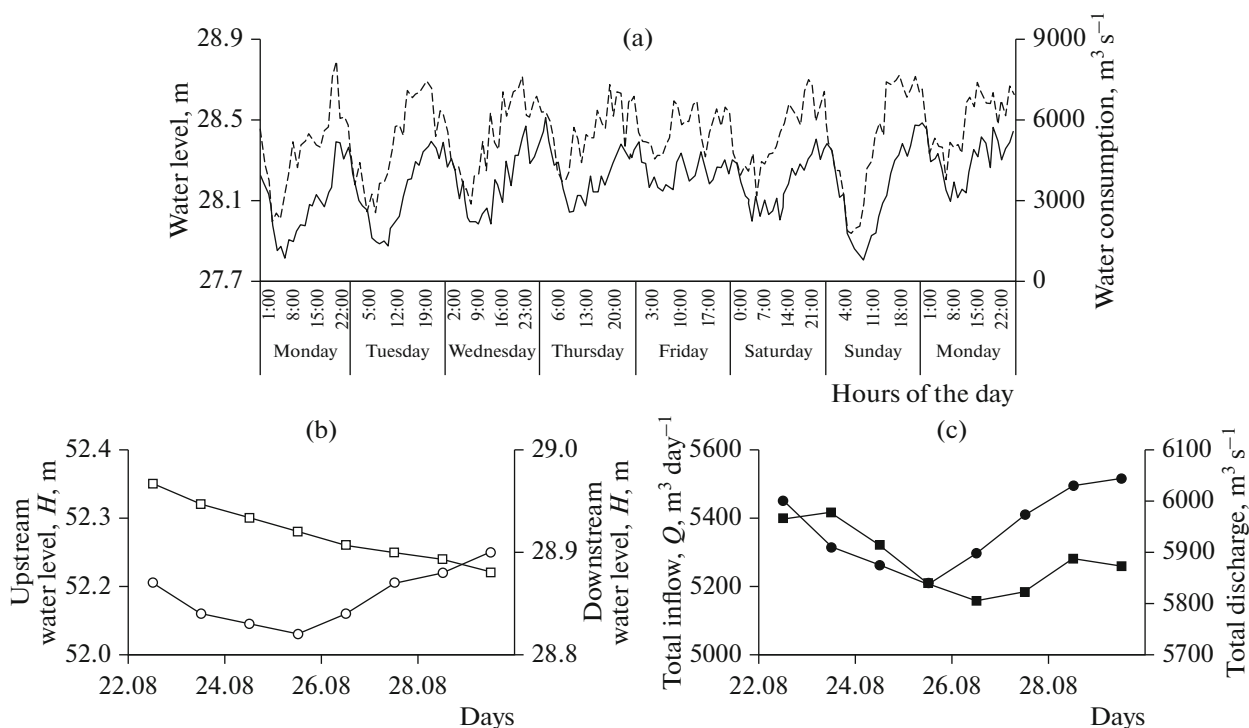 (a)
Water level, m
28.9
28.5
28.1
27.7
9000
6000
3000
0
Water consumption, m³ s⁻¹
1:00 8:00 15:00 22:00 5:00 12:00 19:00 2:00 9:00 16:00 23:00 6:00 13:00 20:00 3:00 10:00 17:00 0:00 7:00 14:00 21:00 4:00 11:00 18:00 1:00 8:00 15:00 22:00
Monday Tuesday Wednesday Thursday Friday Saturday Sunday Monday
Hours of the day
(b)
Upstream
water level, H, m
52.4
52.3
52.2
52.0
29.0
28.9
28.8
Downstream
water level, H, m
22.08 24.08 26.08 28.08
Days
(c)
Total inflow, Q, m³ day⁻¹
5600
5400
5200
5000
6100
6000
5900
5800
5700
Total discharge, m³ s⁻¹
22.08 24.08 26.08 28.08
Days